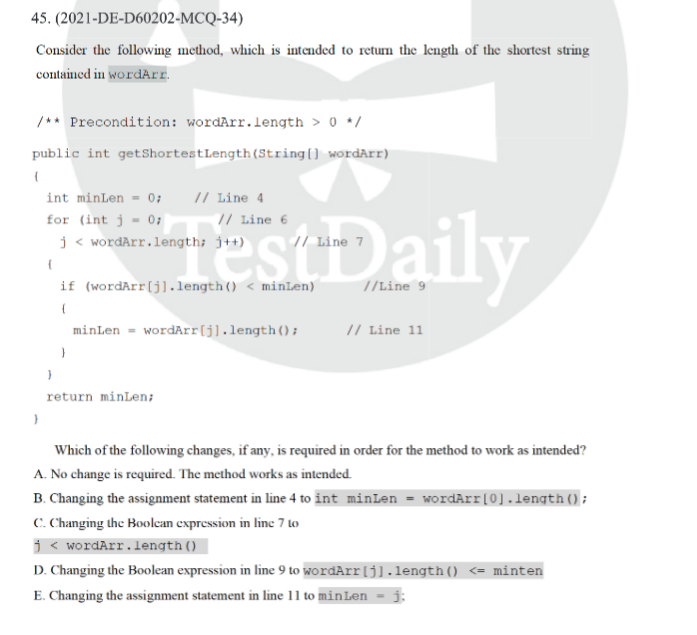 45. (2021-DE-D60202-MCQ-34)
Consider the following method, which is intended to return the length of the shortest string
contained in wordArr.
/** Precondition: wordArr.length > 0 */
public int getShortestLength(String[] wordArr)
{
int minLen = 0; // Line 4
for (int j = 0; // Line 6
j < wordArr.length; j++) // Line 7
{
if (wordArr[j].length() < minLen) //Line 9
{
minLen = wordArr[j].length(); // Line 11
}
}
return minLen;
}
TestDaily
Which of the following changes, if any, is required in order for the method to work as intended?
A. No change is required. The method works as intended.
B. Changing the assignment statement in line 4 to int minLen = wordArr[0].length();
C. Changing the Boolean expression in line 7 to
j < wordArr.length()
D. Changing the Boolean expression in line 9 to wordArr[j].length() <= minten
E. Changing the assignment statement in line 11 to minLen = j;